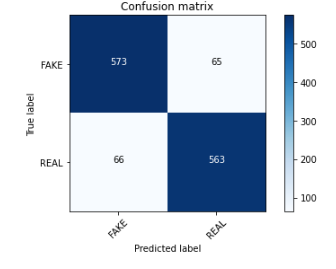 Confusion matrix
FAKE
573
65
500
400
True label
300
REAL
66
563
200
100
FAKE
REAL
Predicted label